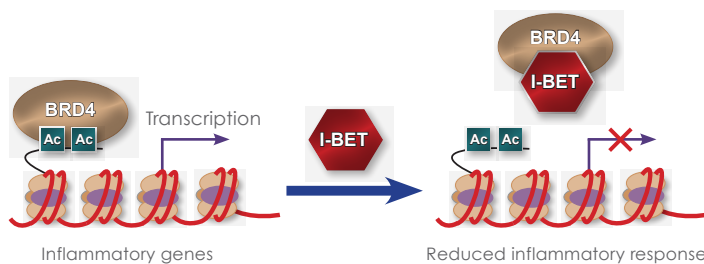 BRD4
Ac Ac
Transcription
Inflammatory genes
I-BET
BRD4
I-BET
Ac Ac
Reduced inflammatory response